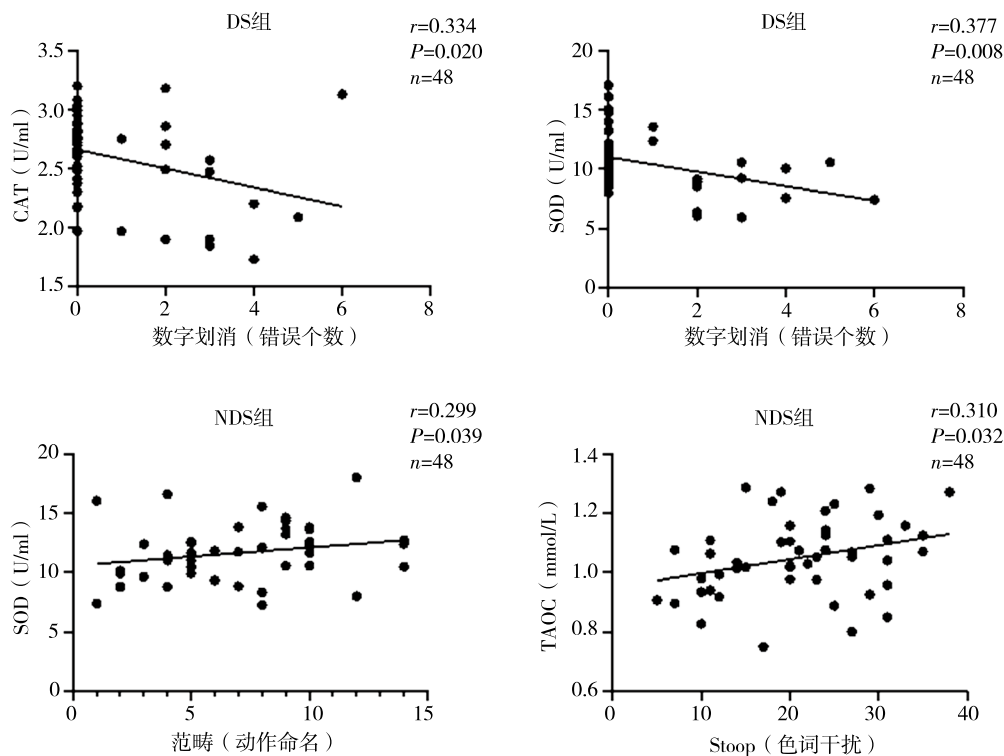 DS组
r=0.334
P=0.020
n=48
3.5
3.0
2.5
2.0
1.5
CAT（U/ml）
0 2 4 6 8
数字划消（错误个数）
DS组
r=0.377
P=0.008
n=48
20
15
10
5
0
SOD（U/ml）
0 2 4 6 8
数字划消（错误个数）
NDS组
r=0.299
P=0.039
n=48
20
15
10
5
0
SOD（U/ml）
0 5 10 15
范畴（动作命名）
NDS组
r=0.310
P=0.032
n=48
1.4
1.2
1.0
0.8
0.6
TAOC（mmol/L）
0 10 20 30 40
Stoop（色词干扰）